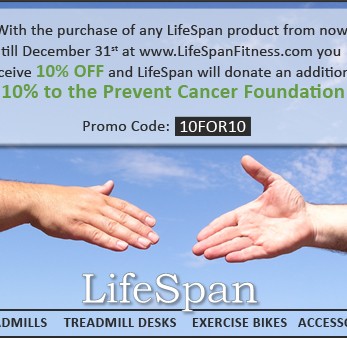 With the purchase of any LifeSpan product from now
till December 31st at www.LifeSpanFitness.com you
ceive 10% OFF and LifeSpan will donate an addition
10% to the Prevent Cancer Foundation
Promo Code: 10FOR10
LifeSpan
ADMILLS TREADMILL DESKS EXERCISE BIKES ACCESSO